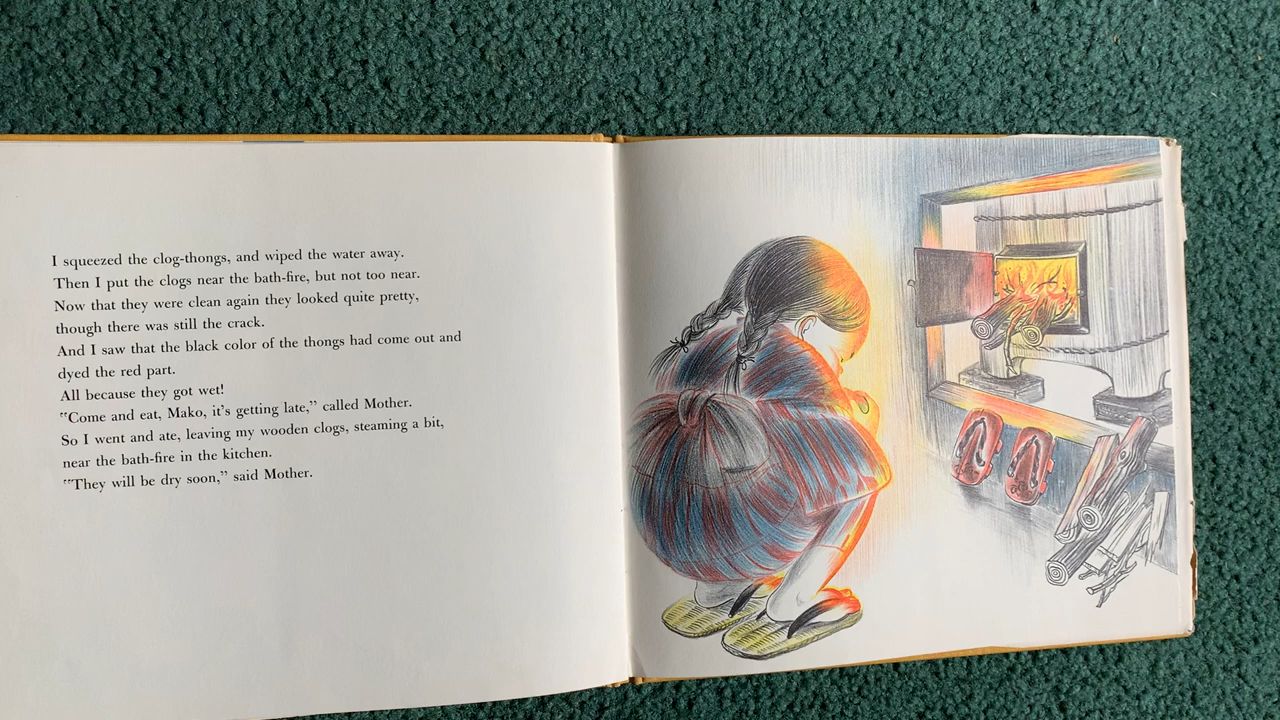 I squeezed the clog-thongs, and wiped the water away.
Then I put the clogs near the bath-fire, but not too near.
Now that they were clean again they looked quite pretty,
though there was still the crack.
And I saw that the black color of the thongs had come out and
dyed the red part.
All because they got wet!
“Come and eat, Mako, it’s getting late,” called Mother.
So I went and ate, leaving my wooden clogs, steaming a bit,
near the bath-fire in the kitchen.
“They will be dry soon,” said Mother.